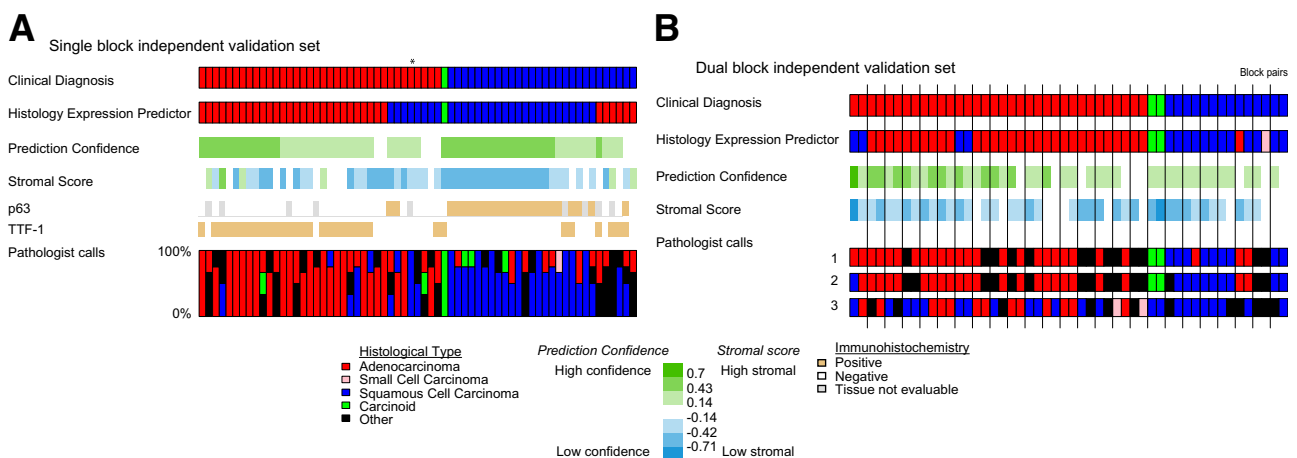 A
Single block independent validation set
*
Clinical Diagnosis
Histology Expression Predictor
Prediction Confidence
Stromal Score
p63
TTF-1
Pathologist calls
100%
0%
B
Dual block independent validation set
Block pairs
Clinical Diagnosis
Histology Expression Predictor
Prediction Confidence
Stromal Score
Pathologist calls
1
2
3
Histological Type
Adenocarcinoma
Small Cell Carcinoma
Squamous Cell Carcinoma
Carcinoid
Other
Prediction Confidence
High confidence
Low confidence
0.7
0.43
0.14
-0.14
-0.42
-0.71
Stromal score
High stromal
Low stromal
Immunohistochemistry
Positive
Negative
Tissue not evaluable